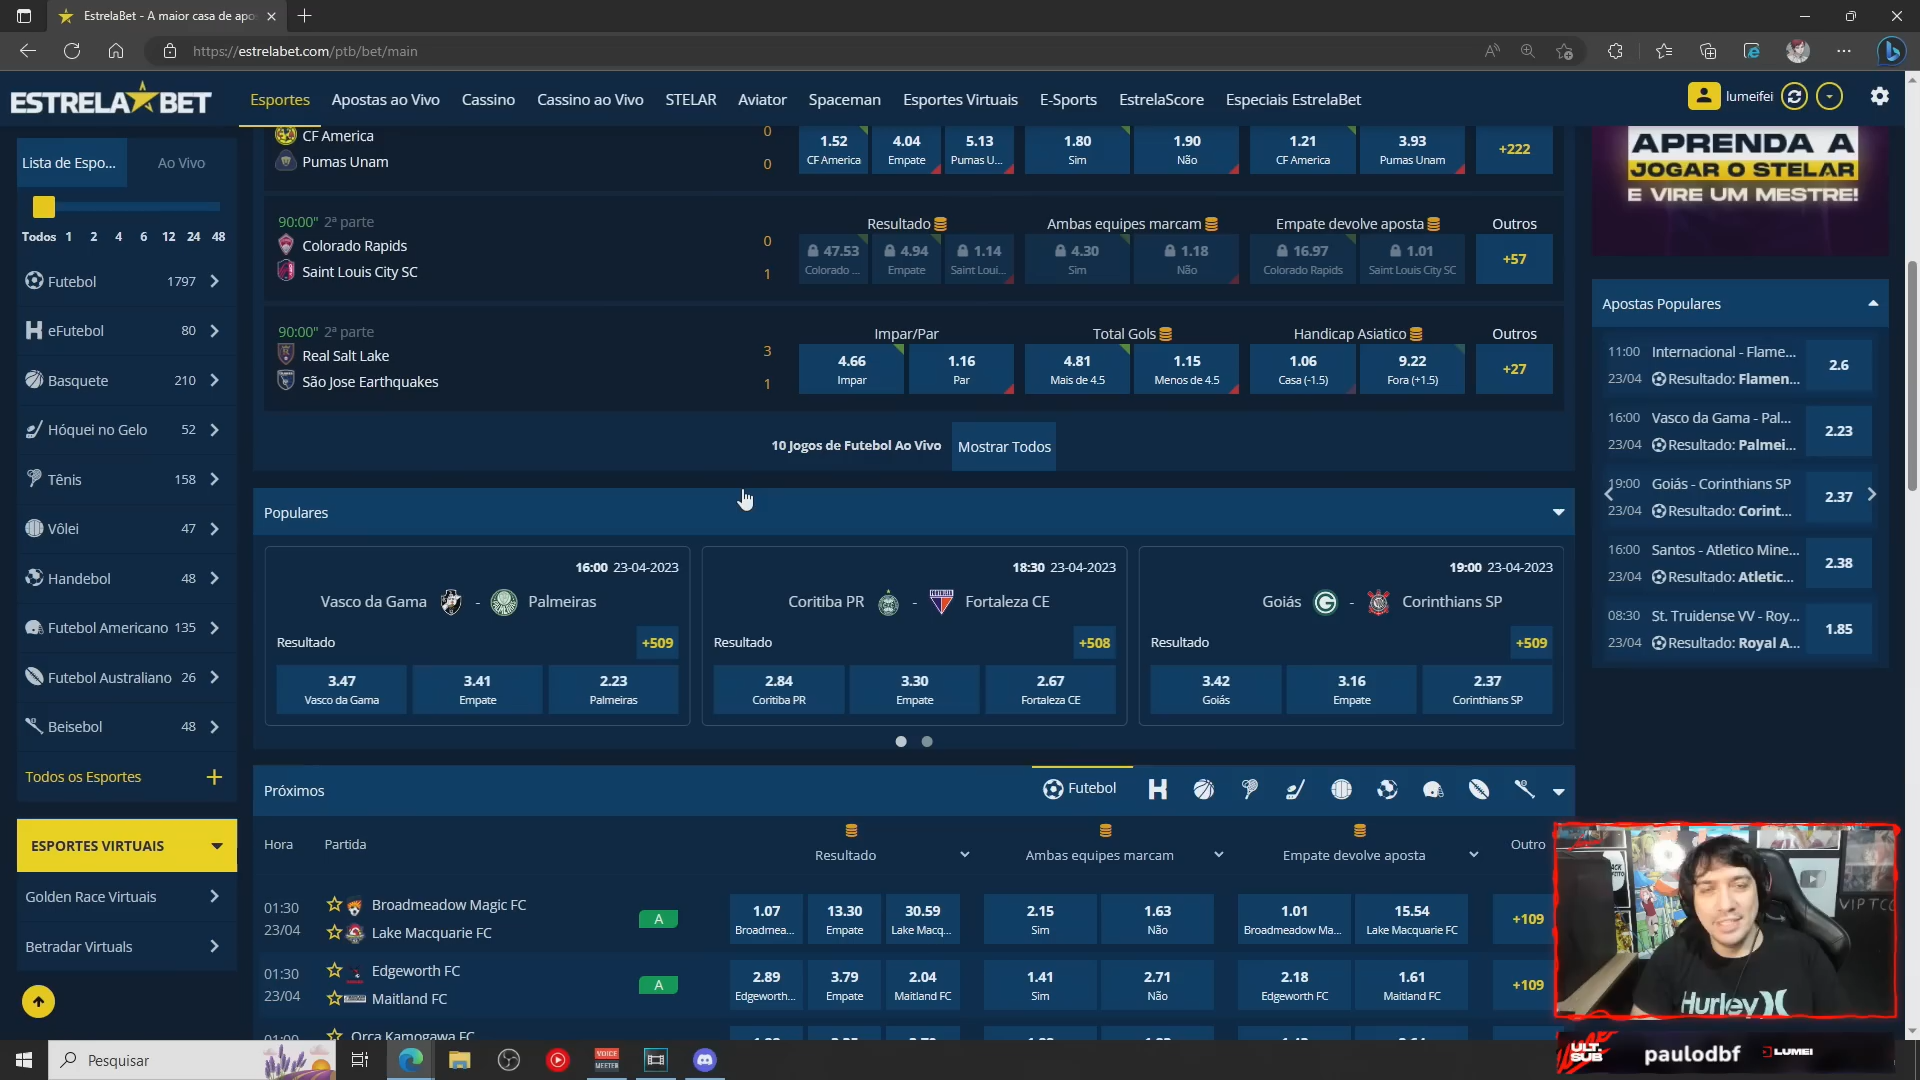 EstrelaBet - A maior casa de apo
https://estrelabet.com/ptb/bet/main
ESTRELABET
Esportes
Apostas ao Vivo
Cassino
Cassino ao Vivo
STELAR
Aviator
Spaceman
Esportes Virtuais
E-Sports
EstrelaScore
Especiais EstrelaBet
lumeifei
Lista de Espo...
Ao Vivo
Todos 1 2 4 6 12 24 48
Futebol 1797
eFutebol 80
Basquete 210
Hóquei no Gelo 52
Tênis 158
Vôlei 47
Handebol 48
Futebol Americano 135
Futebol Australiano 26
Beisebol 48
Todos os Esportes +
ESPORTES VIRTUAIS
Golden Race Virtuais
Betradar Virtuals
CF America 0
Pumas Unam 0
1.52 4.04 5.13 1.80 1.90 1.21 3.93 +222
CF America Empate Pumas U... Sim Não CF America Pumas Unam
90:00" 2ª parte
Resultado Ambas equipes marcam Empate devolve aposta Outros
Colorado Rapids 0
Saint Louis City SC 1
47.53 4.94 1.14 4.30 1.18 16.97 1.01 +57
Colorado ... Empate Saint Loui... Sim Não Colorado Rapids Saint Louis City SC
90:00" 2ª parte
Impar/Par Total Gols Handicap Asiatico Outros
Real Salt Lake 3
São Jose Earthquakes 1
4.66 1.16 4.81 1.15 1.06 9.22 +27
Impar Par Mais de 4.5 Menos de 4.5 Casa (-1.5) Fora (+1.5)
10 Jogos de Futebol Ao Vivo Mostrar Todos
Populares
16:00 23-04-2023
Vasco da Gama - Palmeiras
Resultado +509
3.47 3.41 2.23
Vasco da Gama Empate Palmeiras
18:30 23-04-2023
Coritiba PR - Fortaleza CE
Resultado +508
2.84 3.30 2.67
Coritiba PR Empate Fortaleza CE
19:00 23-04-2023
Goiás - Corinthians SP
Resultado +509
3.42 3.16 2.37
Goiás Empate Corinthians SP
Próximos
Futebol
Hora Partida Resultado Ambas equipes marcam Empate devolve aposta Outro
01:30 Broadmeadow Magic FC
23/04 Lake Macquarie FC
A
1.07 13.30 30.59 2.15 1.63 1.01 15.54 +109
Broadmea... Empate Lake Macq... Sim Não Broadmeadow Ma... Lake Macquarie FC
01:30 Edgeworth FC
23/04 Maitland FC
A
2.89 3.79 2.04 1.41 2.71 2.18 1.61 +109
Edgeworth... Empate Maitland FC Sim Não Edgeworth FC Maitland FC
Orca Kamogawa FC
APRENDA A
JOGAR O STELAR
E VIRE UM MESTRE!
Apostas Populares
11:00 Internacional - Flame... 2.6
23/04 Resultado: Flamen...
16:00 Vasco da Gama - Pal... 2.23
23/04 Resultado: Palmei...
19:00 Goiás - Corinthians SP 2.37
23/04 Resultado: Corint...
16:00 Santos - Atletico Mine... 2.38
23/04 Resultado: Atletic...
08:30 St. Truidense VV - Roy... 1.85
23/04 Resultado: Royal A...
VIP TCC
Hurley
ULT.
SUB
paulodbf
LUMEI
Pesquisar
VOICE
MEETER